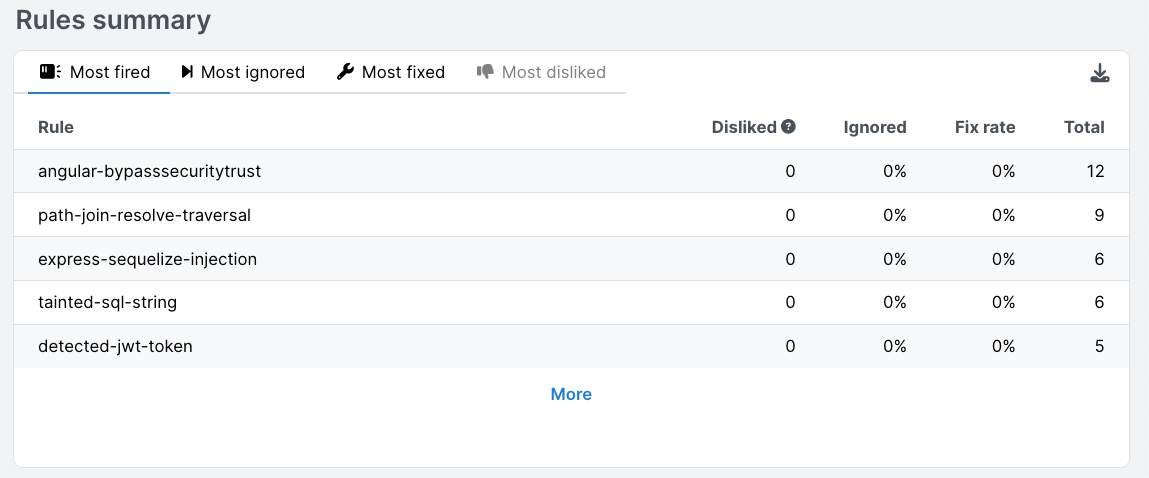 Rules summary
Most fired Most ignored Most fixed Most disliked
Rule Disliked ? Ignored Fix rate Total
angular-bypasssecuritytrust 0 0% 0% 12
path-join-resolve-traversal 0 0% 0% 9
express-sequelize-injection 0 0% 0% 6
tainted-sql-string 0 0% 0% 6
detected-jwt-token 0 0% 0% 5
More